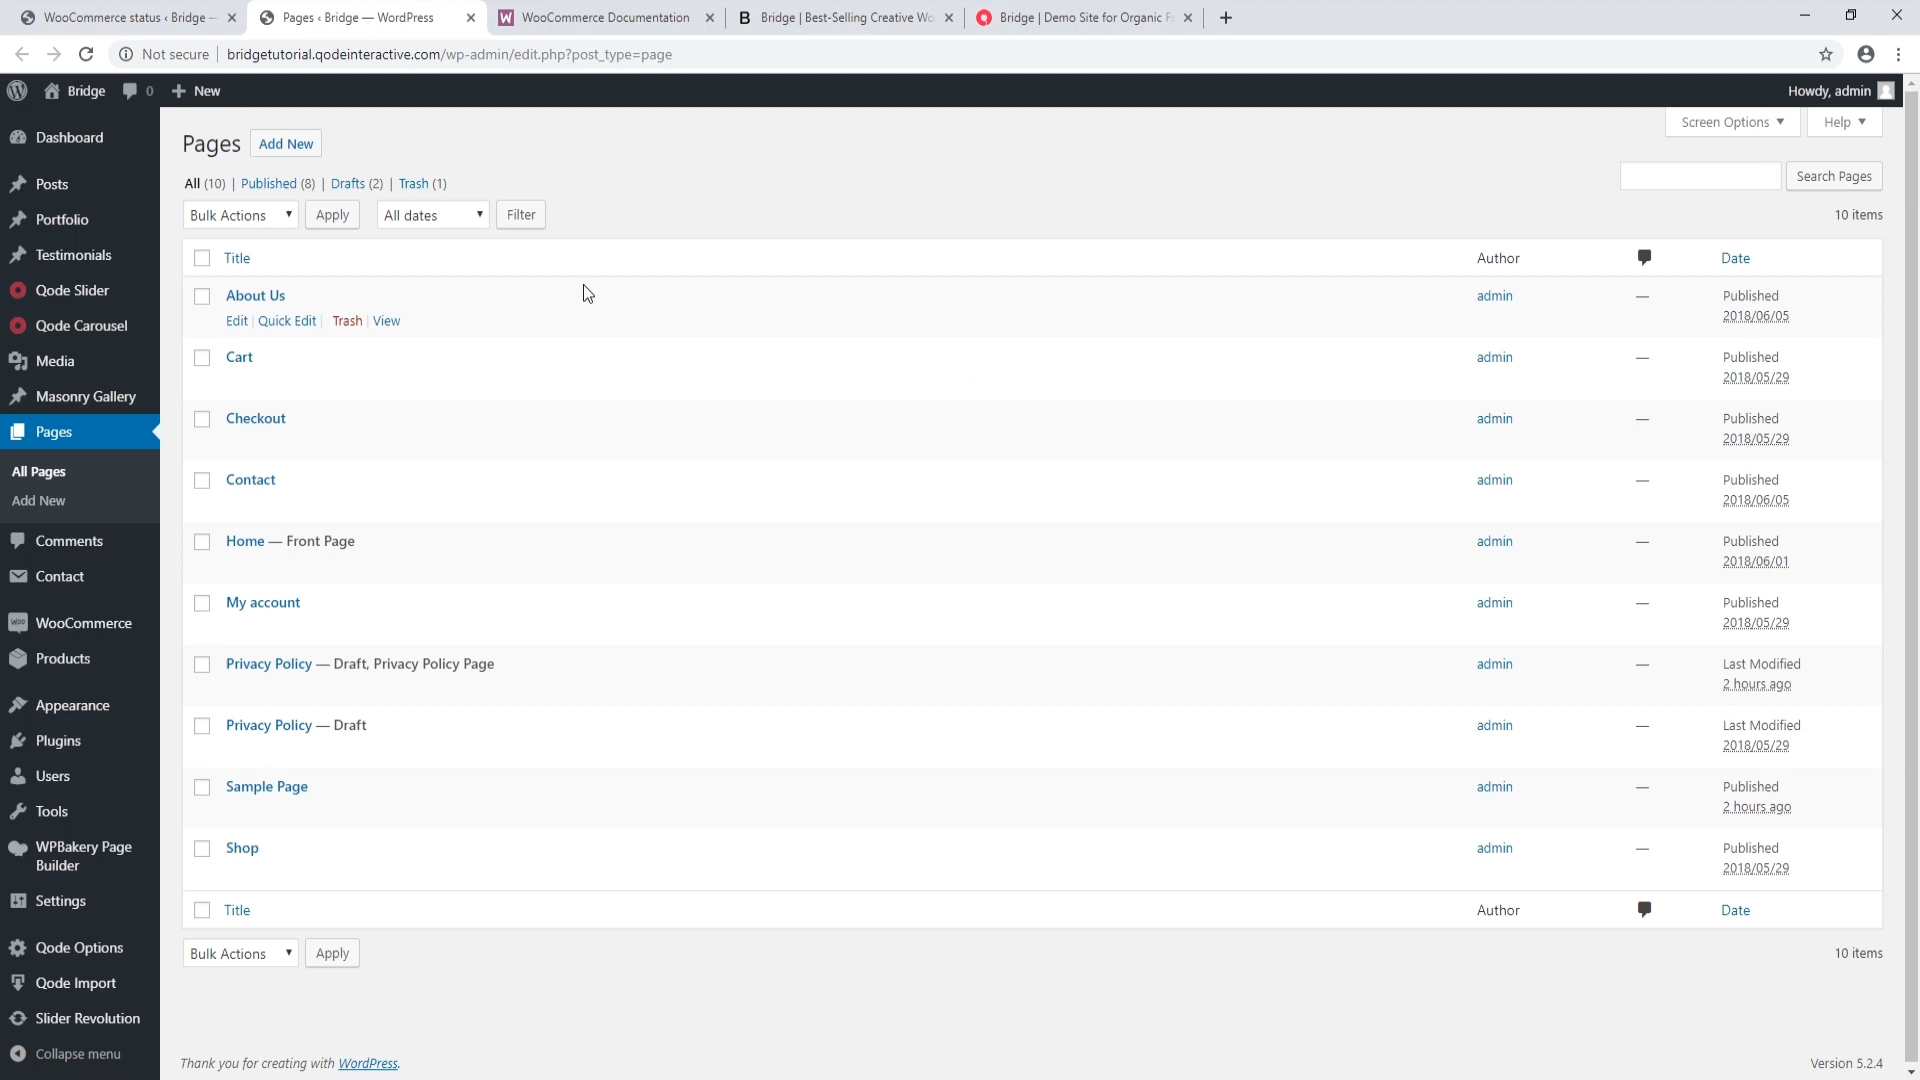 WooCommerce status ‹ Bridge —
Pages ‹ Bridge — WordPress
WooCommerce Documentation
Bridge | Best-Selling Creative Wo
Bridge | Demo Site for Organic F
Not secure
bridgetutorial.qodeinteractive.com/wp-admin/edit.php?post_type=page
Bridge
0
New
Howdy, admin
Dashboard
Posts
Portfolio
Testimonials
Qode Slider
Qode Carousel
Media
Masonry Gallery
Pages
All Pages
Add New
Comments
Contact
WooCommerce
Products
Appearance
Plugins
Users
Tools
WPBakery Page
Builder
Settings
Qode Options
Qode Import
Slider Revolution
Collapse menu
Screen Options
Help
Pages
Add New
All (10) | Published (8) | Drafts (2) | Trash (1)
Search Pages
Bulk Actions
Apply
All dates
Filter
10 items
Title
Author
Date
About Us
admin
—
Published
2018/06/05
Edit | Quick Edit | Trash | View
Cart
admin
—
Published
2018/05/29
Checkout
admin
—
Published
2018/05/29
Contact
admin
—
Published
2018/06/05
Home — Front Page
admin
—
Published
2018/06/01
My account
admin
—
Published
2018/05/29
Privacy Policy — Draft, Privacy Policy Page
admin
—
Last Modified
2 hours ago
Privacy Policy — Draft
admin
—
Last Modified
2018/05/29
Sample Page
admin
—
Published
2 hours ago
Shop
admin
—
Published
2018/05/29
Title
Author
Date
Bulk Actions
Apply
10 items
Thank you for creating with WordPress.
Version 5.2.4